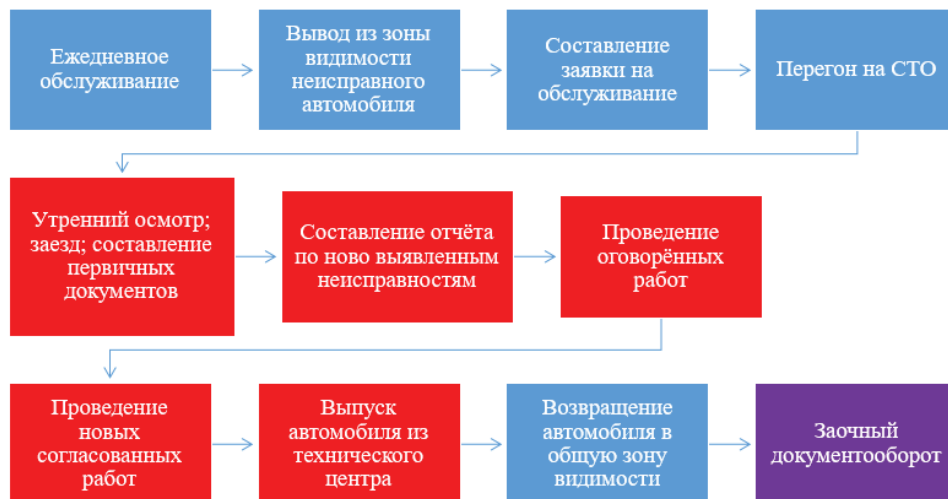 Ежедневное
обслуживание
Вывод из зоны
видимости
неисправного
автомобиля
Составление
заявки на
обслуживание
Перегон на СТО
Утренний осмотр;
заезд; составление
первичных
документов
Составление отчёта
по ново выявленным
неисправностям
Проведение
оговорённых
работ
Проведение
новых
согласованных
работ
Выпуск
автомобиля из
технического
центра
Возвращение
автомобиля в
общую зону
видимости
Заочный
документооборот